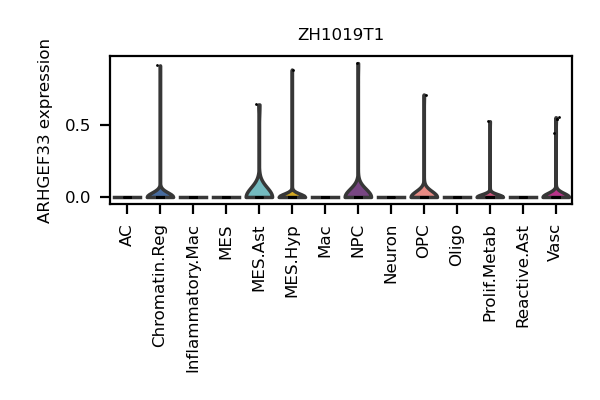 ZH1019T1
ARHGEF33 expression
0.5
0.0
AC
Chromatin.Reg
Inflammatory.Mac
MES
MES.Ast
MES.Hyp
Mac
NPC
Neuron
OPC
Oligo
Prolif.Metab
Reactive.Ast
Vasc